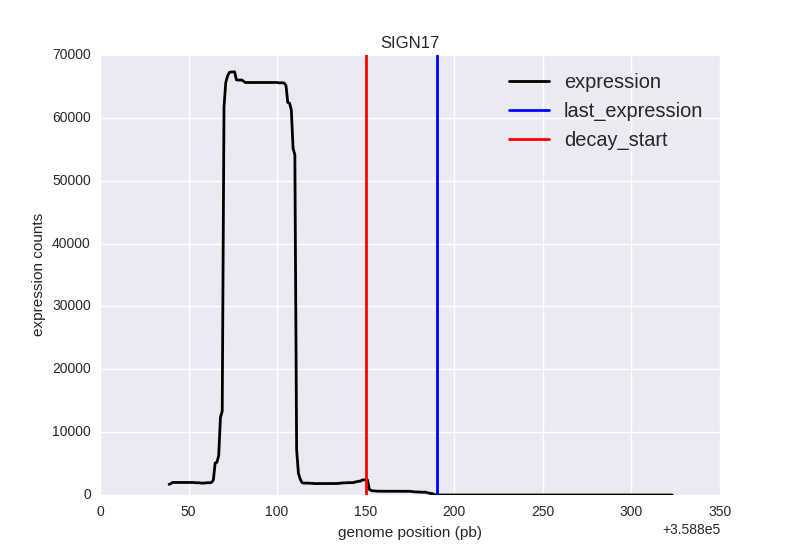 SIGN17
70000
60000
50000
40000
30000
20000
10000
0
expression counts
expression
last_expression
decay_start
0 50 100 150 200 250 300 350
genome position (pb)
+3.588e5